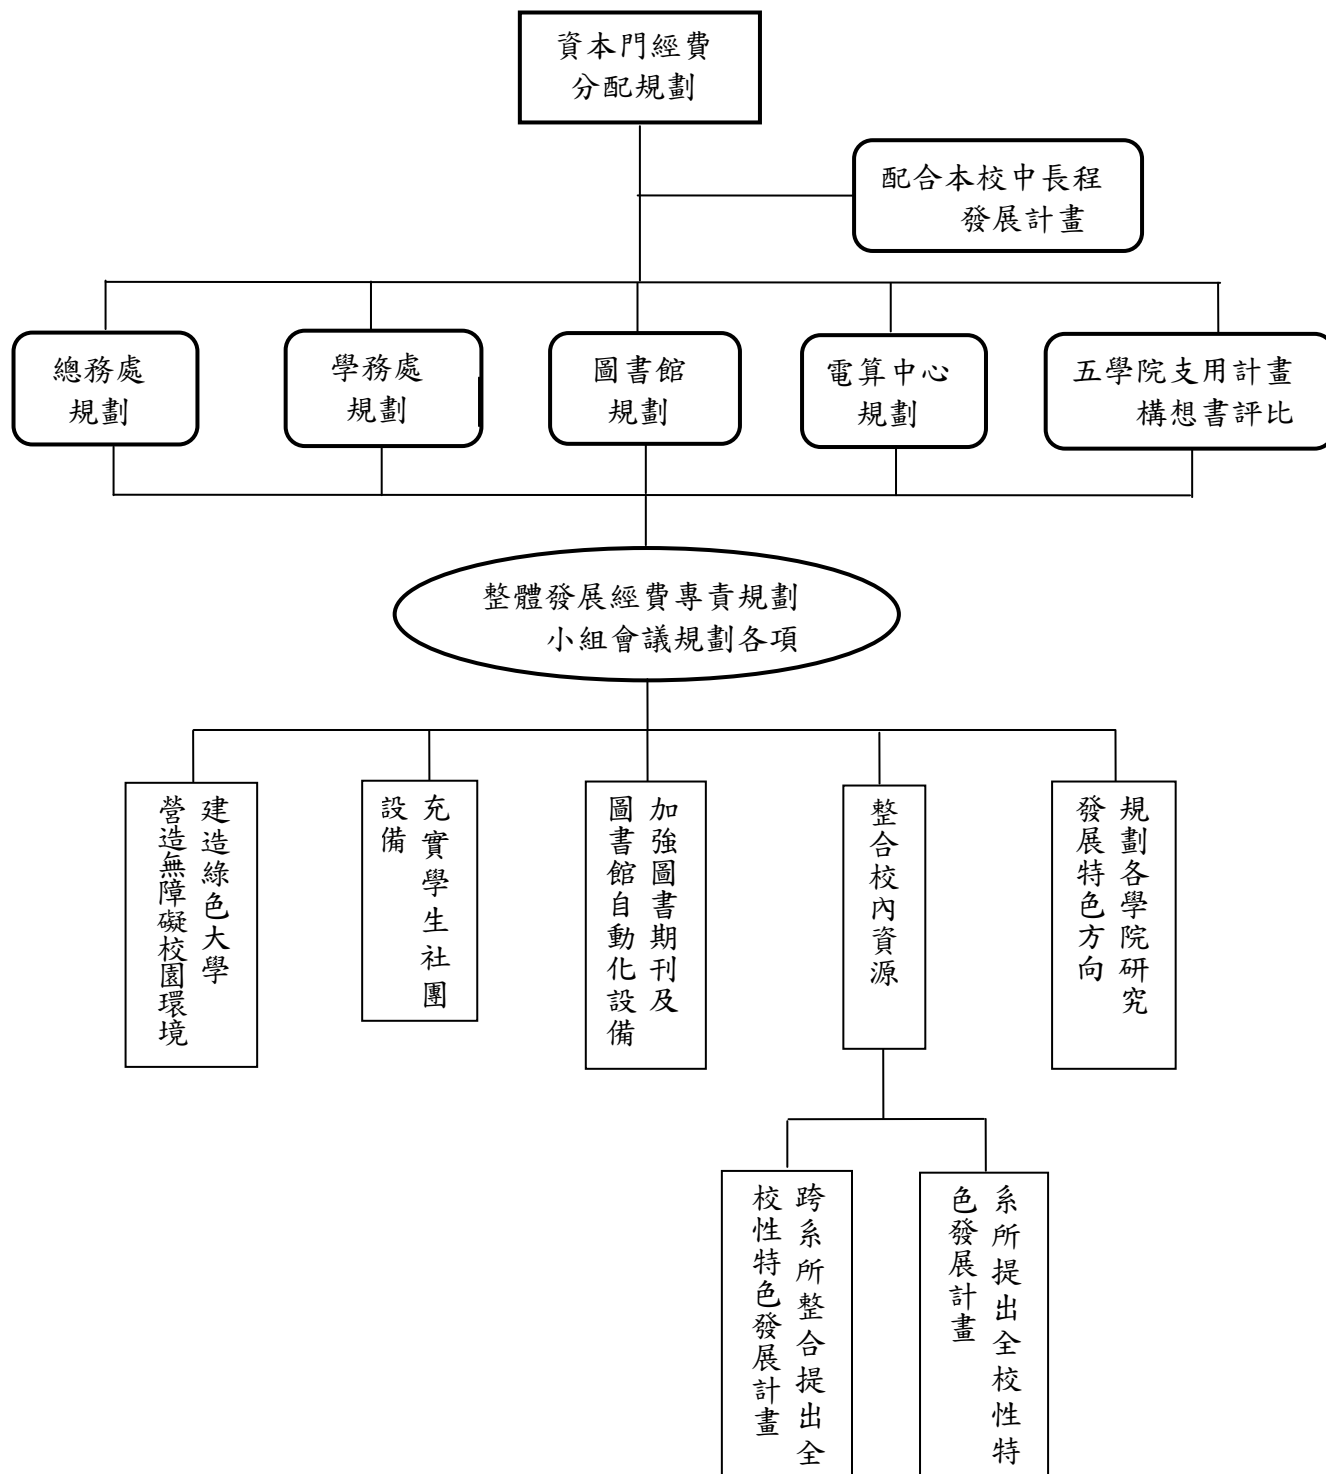 資本門經費
分配規劃
配合本校中長程
發展計畫
總務處
規劃
學務處
規劃
圖書館
規劃
電算中心
規劃
五學院支用計畫
構想書評比
整體發展經費專責規劃
小組會議規劃各項
建造綠色大學
營造無障礙校園環境
充實學生社團
設備
加強圖書期刊及
圖書館自動化設備
整合校內資源
規劃各學院研究
發展特色方向
跨系所整合提出全
校性特色發展計畫
系所提出全校性特
色發展計畫